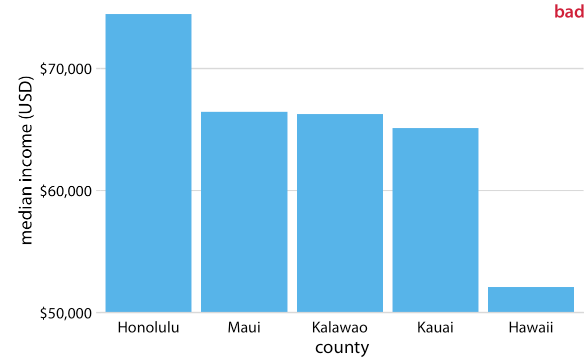 bad
median income (USD)
$70,000
$60,000
$50,000
Honolulu Maui Kalawao Kauai Hawaii
county